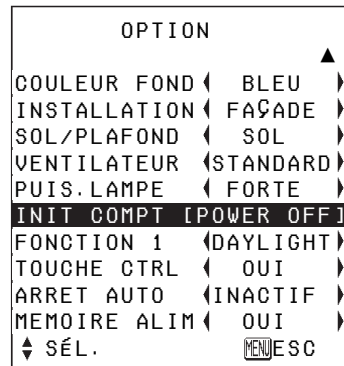 OPTION
▲
COULEUR FOND BLEU
INSTALLATION FAÇADE
SOL/PLAFOND SOL
VENTILATEUR STANDARD
PUIS.LAMPE FORTE
INIT COMPT [POWER OFF]
FONCTION 1 DAYLIGHT
TOUCHE CTRL OUI
ARRET AUTO INACTIF
MEMOIRE ALIM OUI
SÉL. MENU ESC